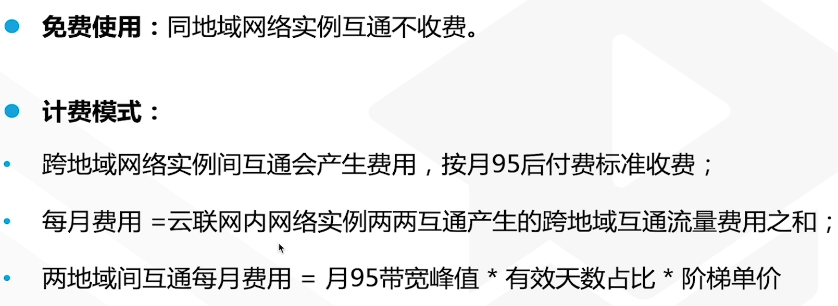 免费使用：同地域网络实例互通不收费。
计费模式：
跨地域网络实例间互通会产生费用，按月95后付费标准收费；
每月费用 =云联网内网络实例两两互通产生的跨地域互通流量费用之和；
两地域间互通每月费用 = 月95带宽峰值 * 有效天数占比 * 阶梯单价